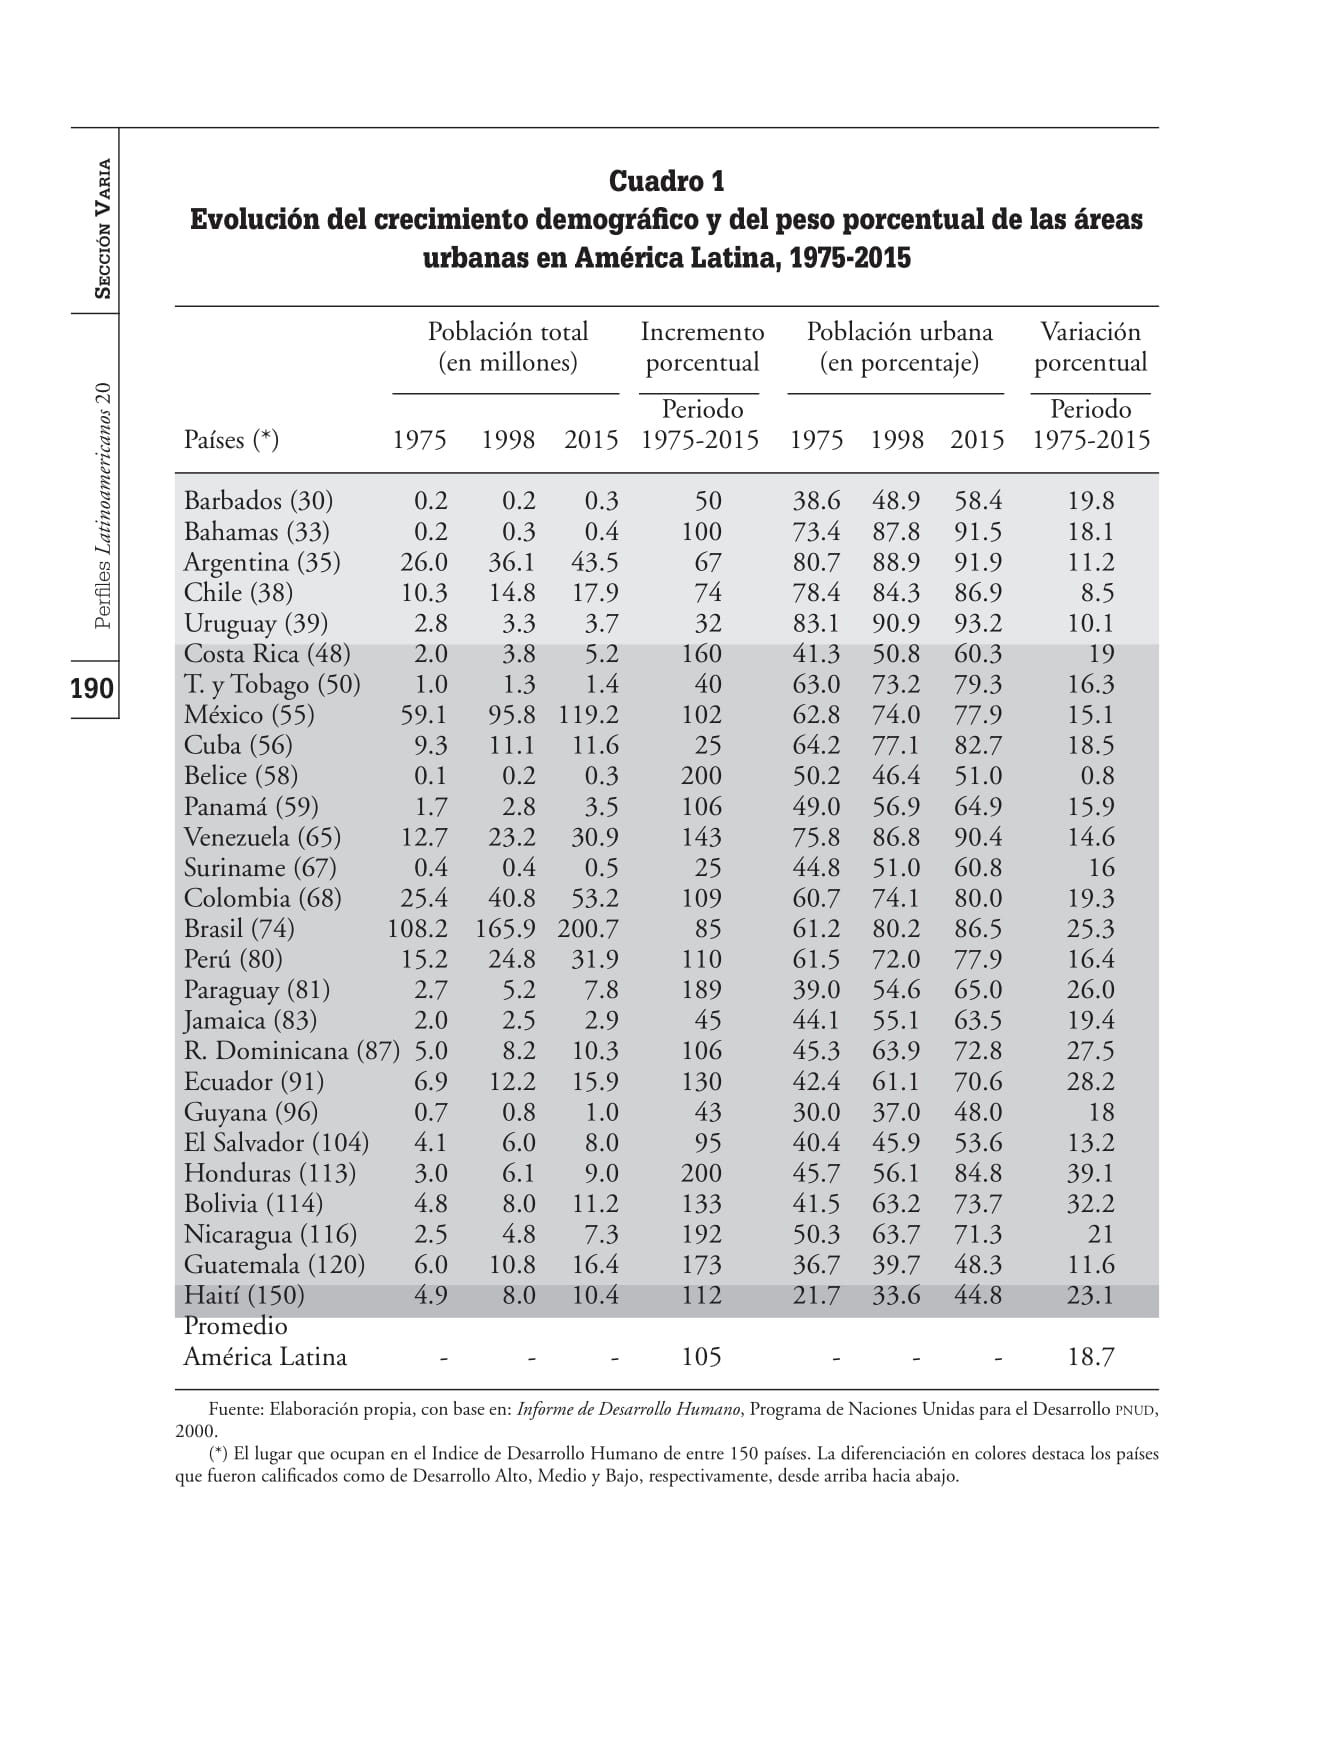 SECCIÓN VARIA
Perfiles Latinoamericanos 20
190
Cuadro 1
Evolución del crecimiento demográfico y del peso porcentual de las áreas
urbanas en América Latina, 1975-2015
Población total Incremento Población urbana Variación
(en millones) porcentual (en porcentaje) porcentual
Periodo Periodo
Países (*) 1975 1998 2015 1975-2015 1975 1998 2015 1975-2015
Barbados (30) 0.2 0.2 0.3 50 38.6 48.9 58.4 19.8
Bahamas (33) 0.2 0.3 0.4 100 73.4 87.8 91.5 18.1
Argentina (35) 26.0 36.1 43.5 67 80.7 88.9 91.9 11.2
Chile (38) 10.3 14.8 17.9 74 78.4 84.3 86.9 8.5
Uruguay (39) 2.8 3.3 3.7 32 83.1 90.9 93.2 10.1
Costa Rica (48) 2.0 3.8 5.2 160 41.3 50.8 60.3 19
T. y Tobago (50) 1.0 1.3 1.4 40 63.0 73.2 79.3 16.3
México (55) 59.1 95.8 119.2 102 62.8 74.0 77.9 15.1
Cuba (56) 9.3 11.1 11.6 25 64.2 77.1 82.7 18.5
Belice (58) 0.1 0.2 0.3 200 50.2 46.4 51.0 0.8
Panamá (59) 1.7 2.8 3.5 106 49.0 56.9 64.9 15.9
Venezuela (65) 12.7 23.2 30.9 143 75.8 86.8 90.4 14.6
Suriname (67) 0.4 0.4 0.5 25 44.8 51.0 60.8 16
Colombia (68) 25.4 40.8 53.2 109 60.7 74.1 80.0 19.3
Brasil (74) 108.2 165.9 200.7 85 61.2 80.2 86.5 25.3
Perú (80) 15.2 24.8 31.9 110 61.5 72.0 77.9 16.4
Paraguay (81) 2.7 5.2 7.8 189 39.0 54.6 65.0 26.0
Jamaica (83) 2.0 2.5 2.9 45 44.1 55.1 63.5 19.4
R. Dominicana (87) 5.0 8.2 10.3 106 45.3 63.9 72.8 27.5
Ecuador (91) 6.9 12.2 15.9 130 42.4 61.1 70.6 28.2
Guyana (96) 0.7 0.8 1.0 43 30.0 37.0 48.0 18
El Salvador (104) 4.1 6.0 8.0 95 40.4 45.9 53.6 13.2
Honduras (113) 3.0 6.1 9.0 200 45.7 56.1 84.8 39.1
Bolivia (114) 4.8 8.0 11.2 133 41.5 63.2 73.7 32.2
Nicaragua (116) 2.5 4.8 7.3 192 50.3 63.7 71.3 21
Guatemala (120) 6.0 10.8 16.4 173 36.7 39.7 48.3 11.6
Haití (150) 4.9 8.0 10.4 112 21.7 33.6 44.8 23.1
Promedio
América Latina - - - 105 - - - 18.7
Fuente: Elaboración propia, con base en: Informe de Desarrollo Humano, Programa de Naciones Unidas para el Desarrollo PNUD,
2000.
(*) El lugar que ocupan en el Indice de Desarrollo Humano de entre 150 países. La diferenciación en colores destaca los países
que fueron calificados como de Desarrollo Alto, Medio y Bajo, respectivamente, desde arriba hacia abajo.